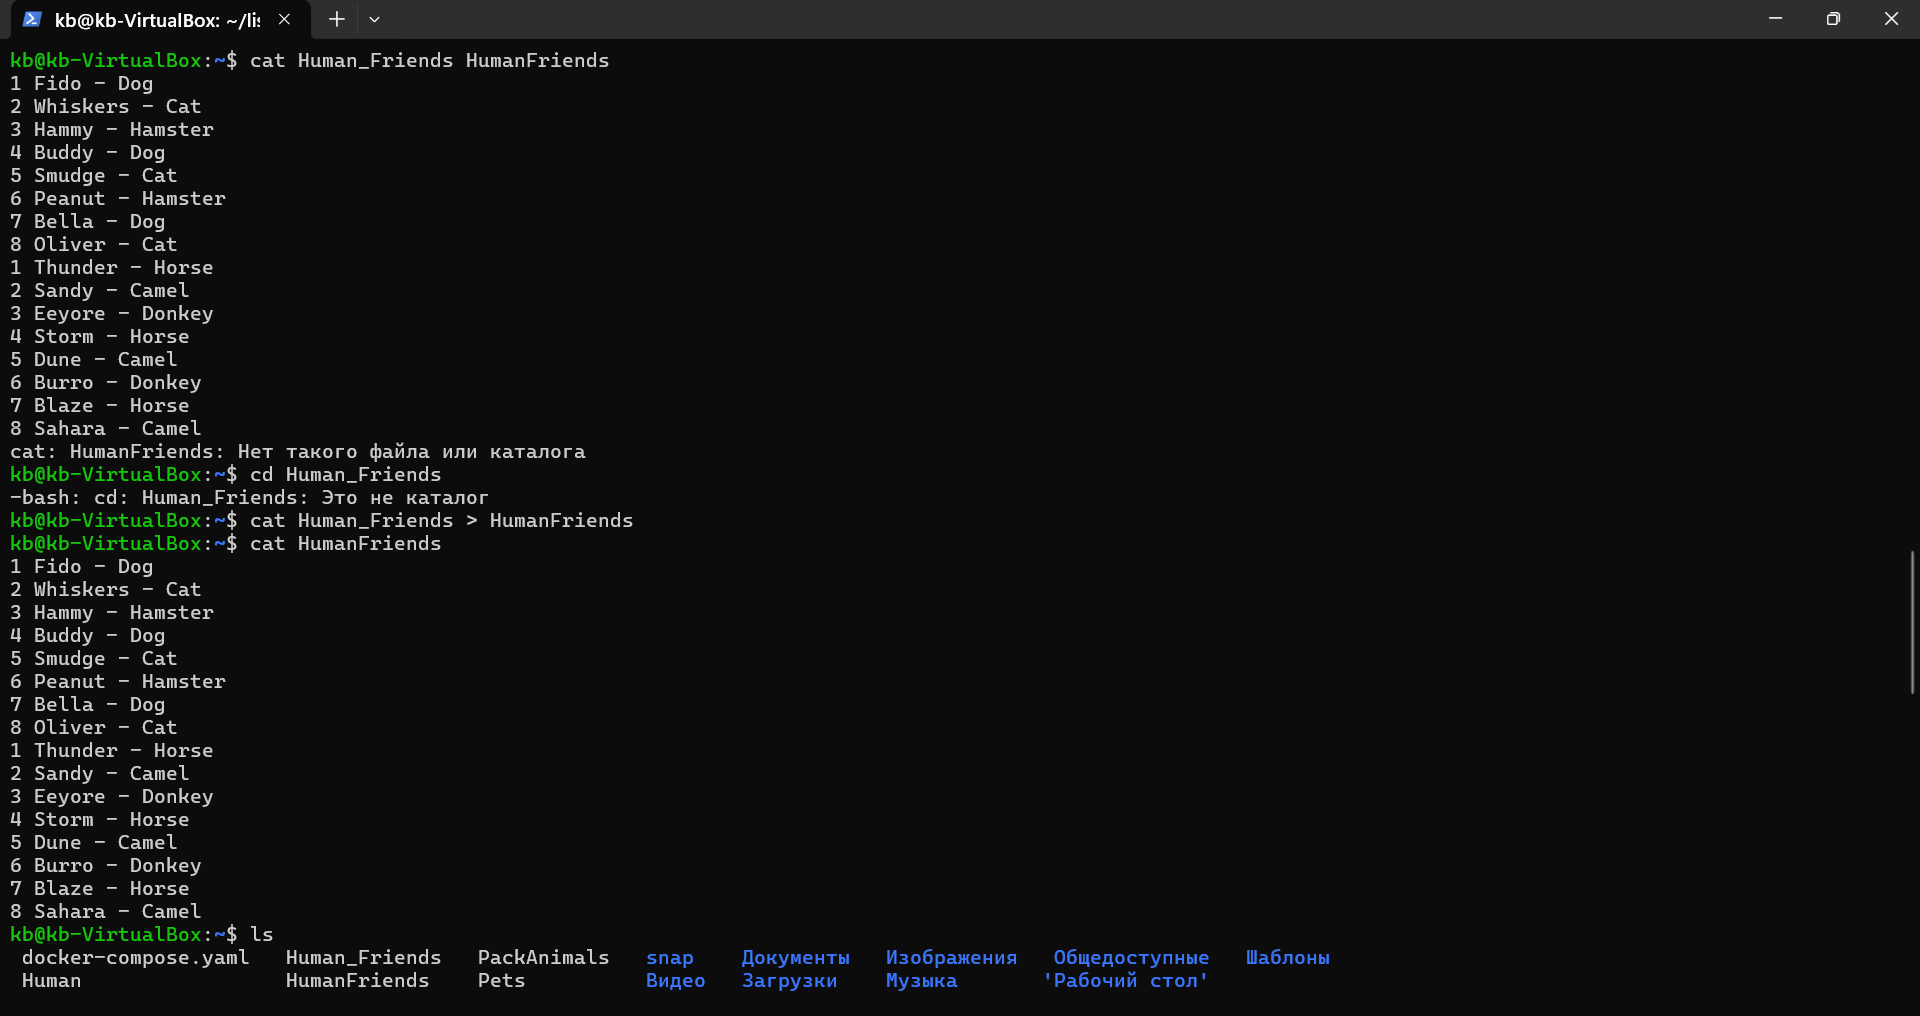 kb@kb-VirtualBox: ~/lis
kb@kb-VirtualBox:~$ cat Human_Friends HumanFriends
1 Fido - Dog
2 Whiskers - Cat
3 Hammy - Hamster
4 Buddy - Dog
5 Smudge - Cat
6 Peanut - Hamster
7 Bella - Dog
8 Oliver - Cat
1 Thunder - Horse
2 Sandy - Camel
3 Eeyore - Donkey
4 Storm - Horse
5 Dune - Camel
6 Burro - Donkey
7 Blaze - Horse
8 Sahara - Camel
cat: HumanFriends: Нет такого файла или каталога
kb@kb-VirtualBox:~$ cd Human_Friends
-bash: cd: Human_Friends: Это не каталог
kb@kb-VirtualBox:~$ cat Human_Friends > HumanFriends
kb@kb-VirtualBox:~$ cat HumanFriends
1 Fido - Dog
2 Whiskers - Cat
3 Hammy - Hamster
4 Buddy - Dog
5 Smudge - Cat
6 Peanut - Hamster
7 Bella - Dog
8 Oliver - Cat
1 Thunder - Horse
2 Sandy - Camel
3 Eeyore - Donkey
4 Storm - Horse
5 Dune - Camel
6 Burro - Donkey
7 Blaze - Horse
8 Sahara - Camel
kb@kb-VirtualBox:~$ ls
docker-compose.yaml Human_Friends PackAnimals snap Документы Изображения Общедоступные Шаблоны
Human HumanFriends Pets Видео Загрузки Музыка 'Рабочий стол'